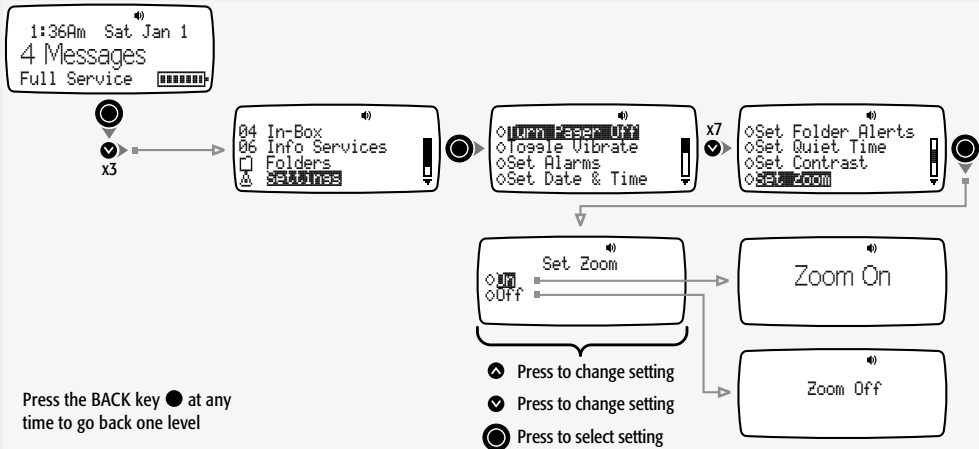 1:36Am Sat Jan 1
4 Messages
Full Service
x3
04 In-Box
06 Info Services
Folders
Settings
Turn Pager Off
Toggle Vibrate
Set Alarms
Set Date & Time
x7
Set Folder Alerts
Set Quiet Time
Set Contrast
Set Zoom
Set Zoom
On
Off
Zoom On
Zoom Off
Press to change setting
Press to change setting
Press to select setting
Press the BACK key at any
time to go back one level